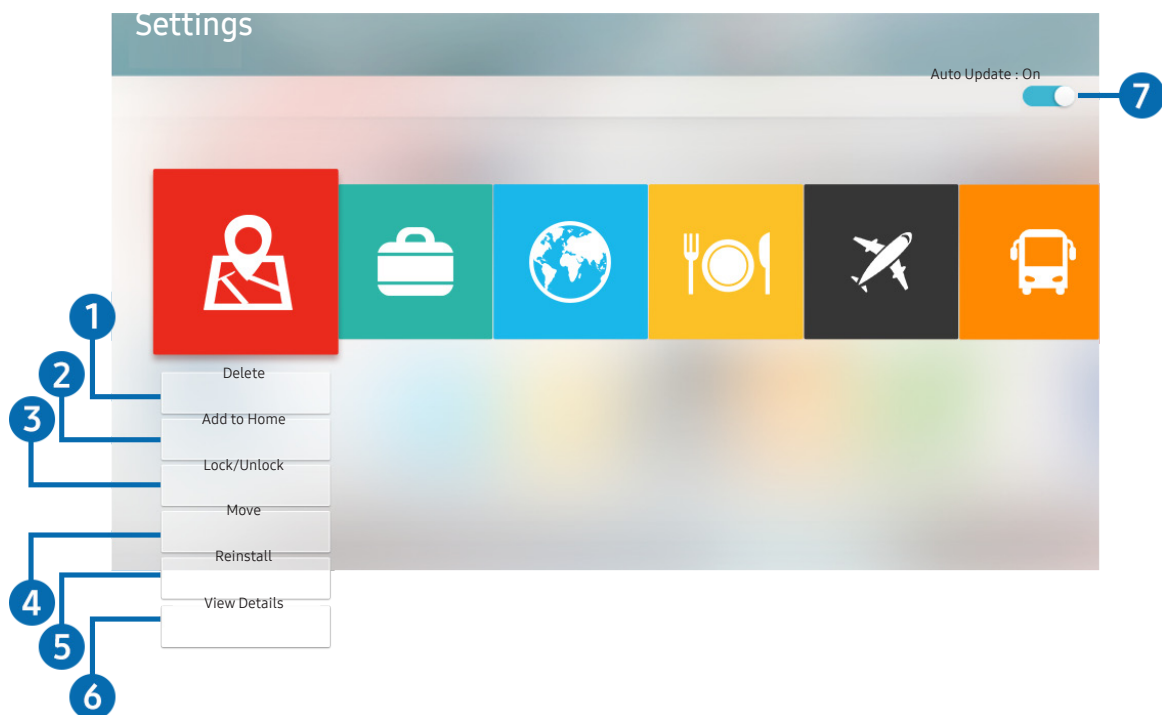 Settings
Auto Update : On
7
1
Delete
2
Add to Home
3
Lock/Unlock
Move
4
Reinstall
5
View Details
6